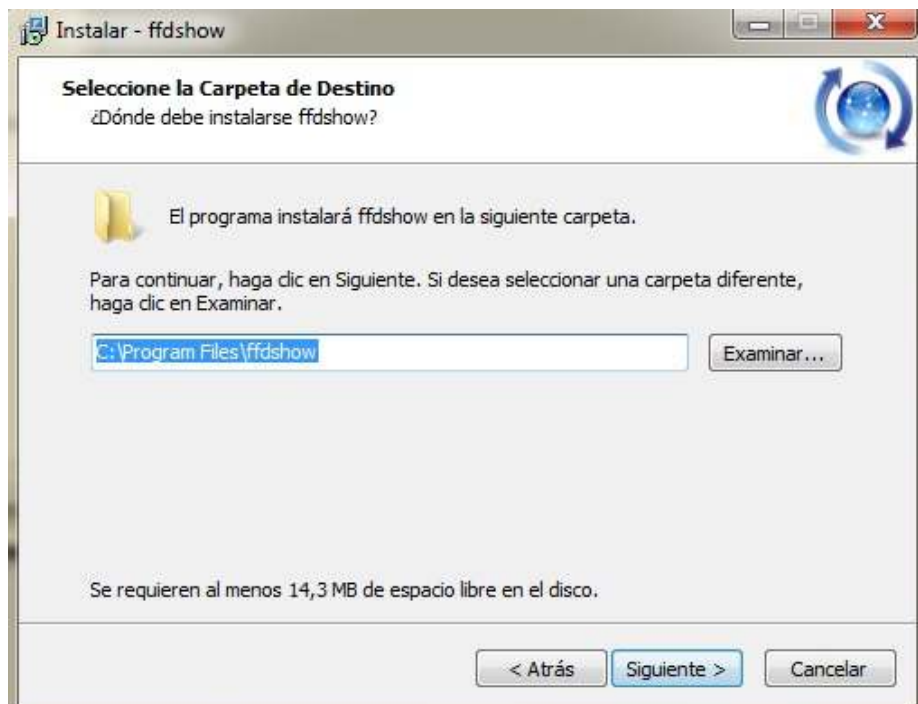 Instalar - ffdshow
Seleccione la Carpeta de Destino
¿Dónde debe instalarse ffdshow?
El programa instalará ffdshow en la siguiente carpeta.
Para continuar, haga clic en Siguiente. Si desea seleccionar una carpeta diferente,
haga clic en Examinar.
C:\Program Files\ffdshow
Examinar...
Se requieren al menos 14,3 MB de espacio libre en el disco.
< Atrás
Siguiente >
Cancelar